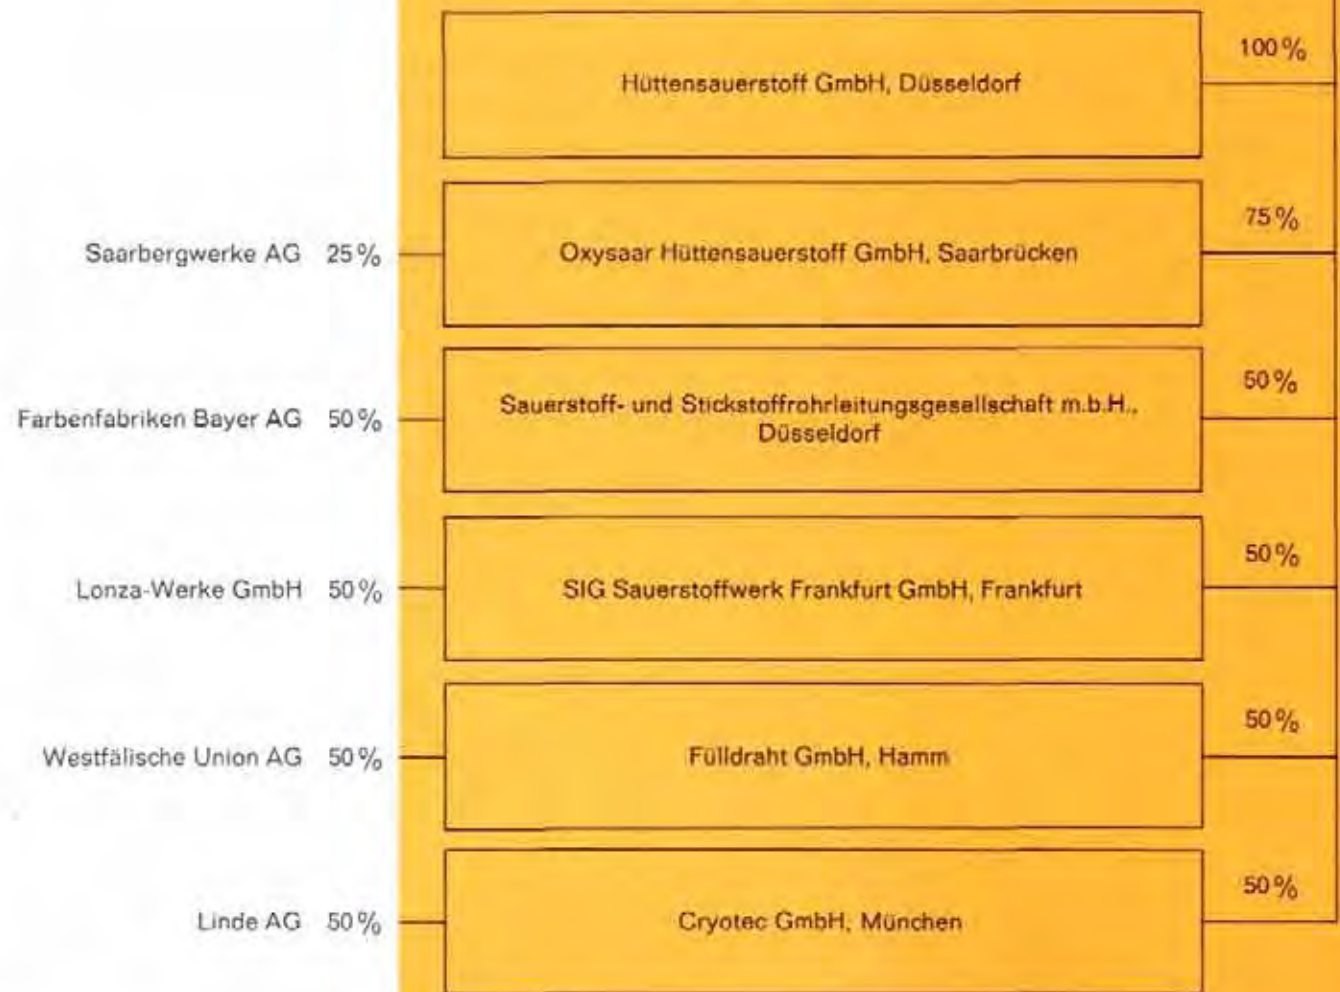 100%
Hüttensauerstoff GmbH, Düsseldorf
75%
Saarbergwerke AG 25% Oxysaar Hüttensauerstoff GmbH, Saarbrücken
50%
Farbenfabriken Bayer AG 50% Sauerstoff- und Stickstoffrohrleitungsgesellschaft m.b.H.,
Düsseldorf
50%
Lonza-Werke GmbH 50% SIG Sauerstoffwerk Frankfurt GmbH, Frankfurt
50%
Westfälische Union AG 50% Fülldraht GmbH, Hamm
50%
Linde AG 50% Cryotec GmbH, München